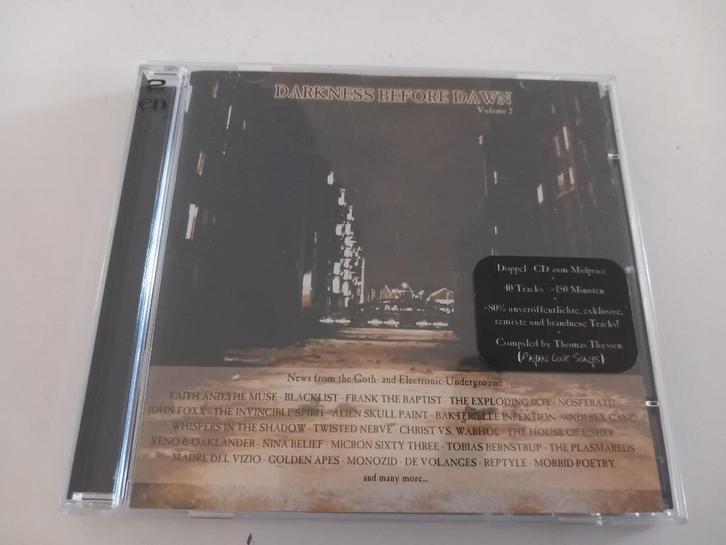 2
CD
DARKNESS BEFORE DAWN
Volume 2
Doppel - CD zum Midprice
40 Tracks - >150 Minuten
>80% unveröffentlichte, exklusive,
remixte und brandneue Tracks!
Compiled by Thomas Thyssen
(PAGAN LOVE SONGS)
News from the Goth- and Electronic-Underground
FAITH AND THE MUSE · BLACKLIST · FRANK THE BAPTIST · THE EXPLODING BOY · NOSFERATU
JOHN FOXX · THE INVINCIBLE SPIRIT · ALIEN SKULL PAINT · BAKTERIELLE INFEKTION · ANDI SEX GANG
WHISPERS IN THE SHADOW · TWISTED NERVE · CHRIST VS. WARHOL · THE HOUSE OF USHER
XENO & OAKLANDER · NINA BELIEF · MICRON SIXTY THREE · TOBIAS BERNSTRUP · THE PLASMAREDS
MADRE DEL VIZIO · GOLDEN APES · MONOZID · DE VOLANGES · REPTYLE · MORBID POETRY
and many more...